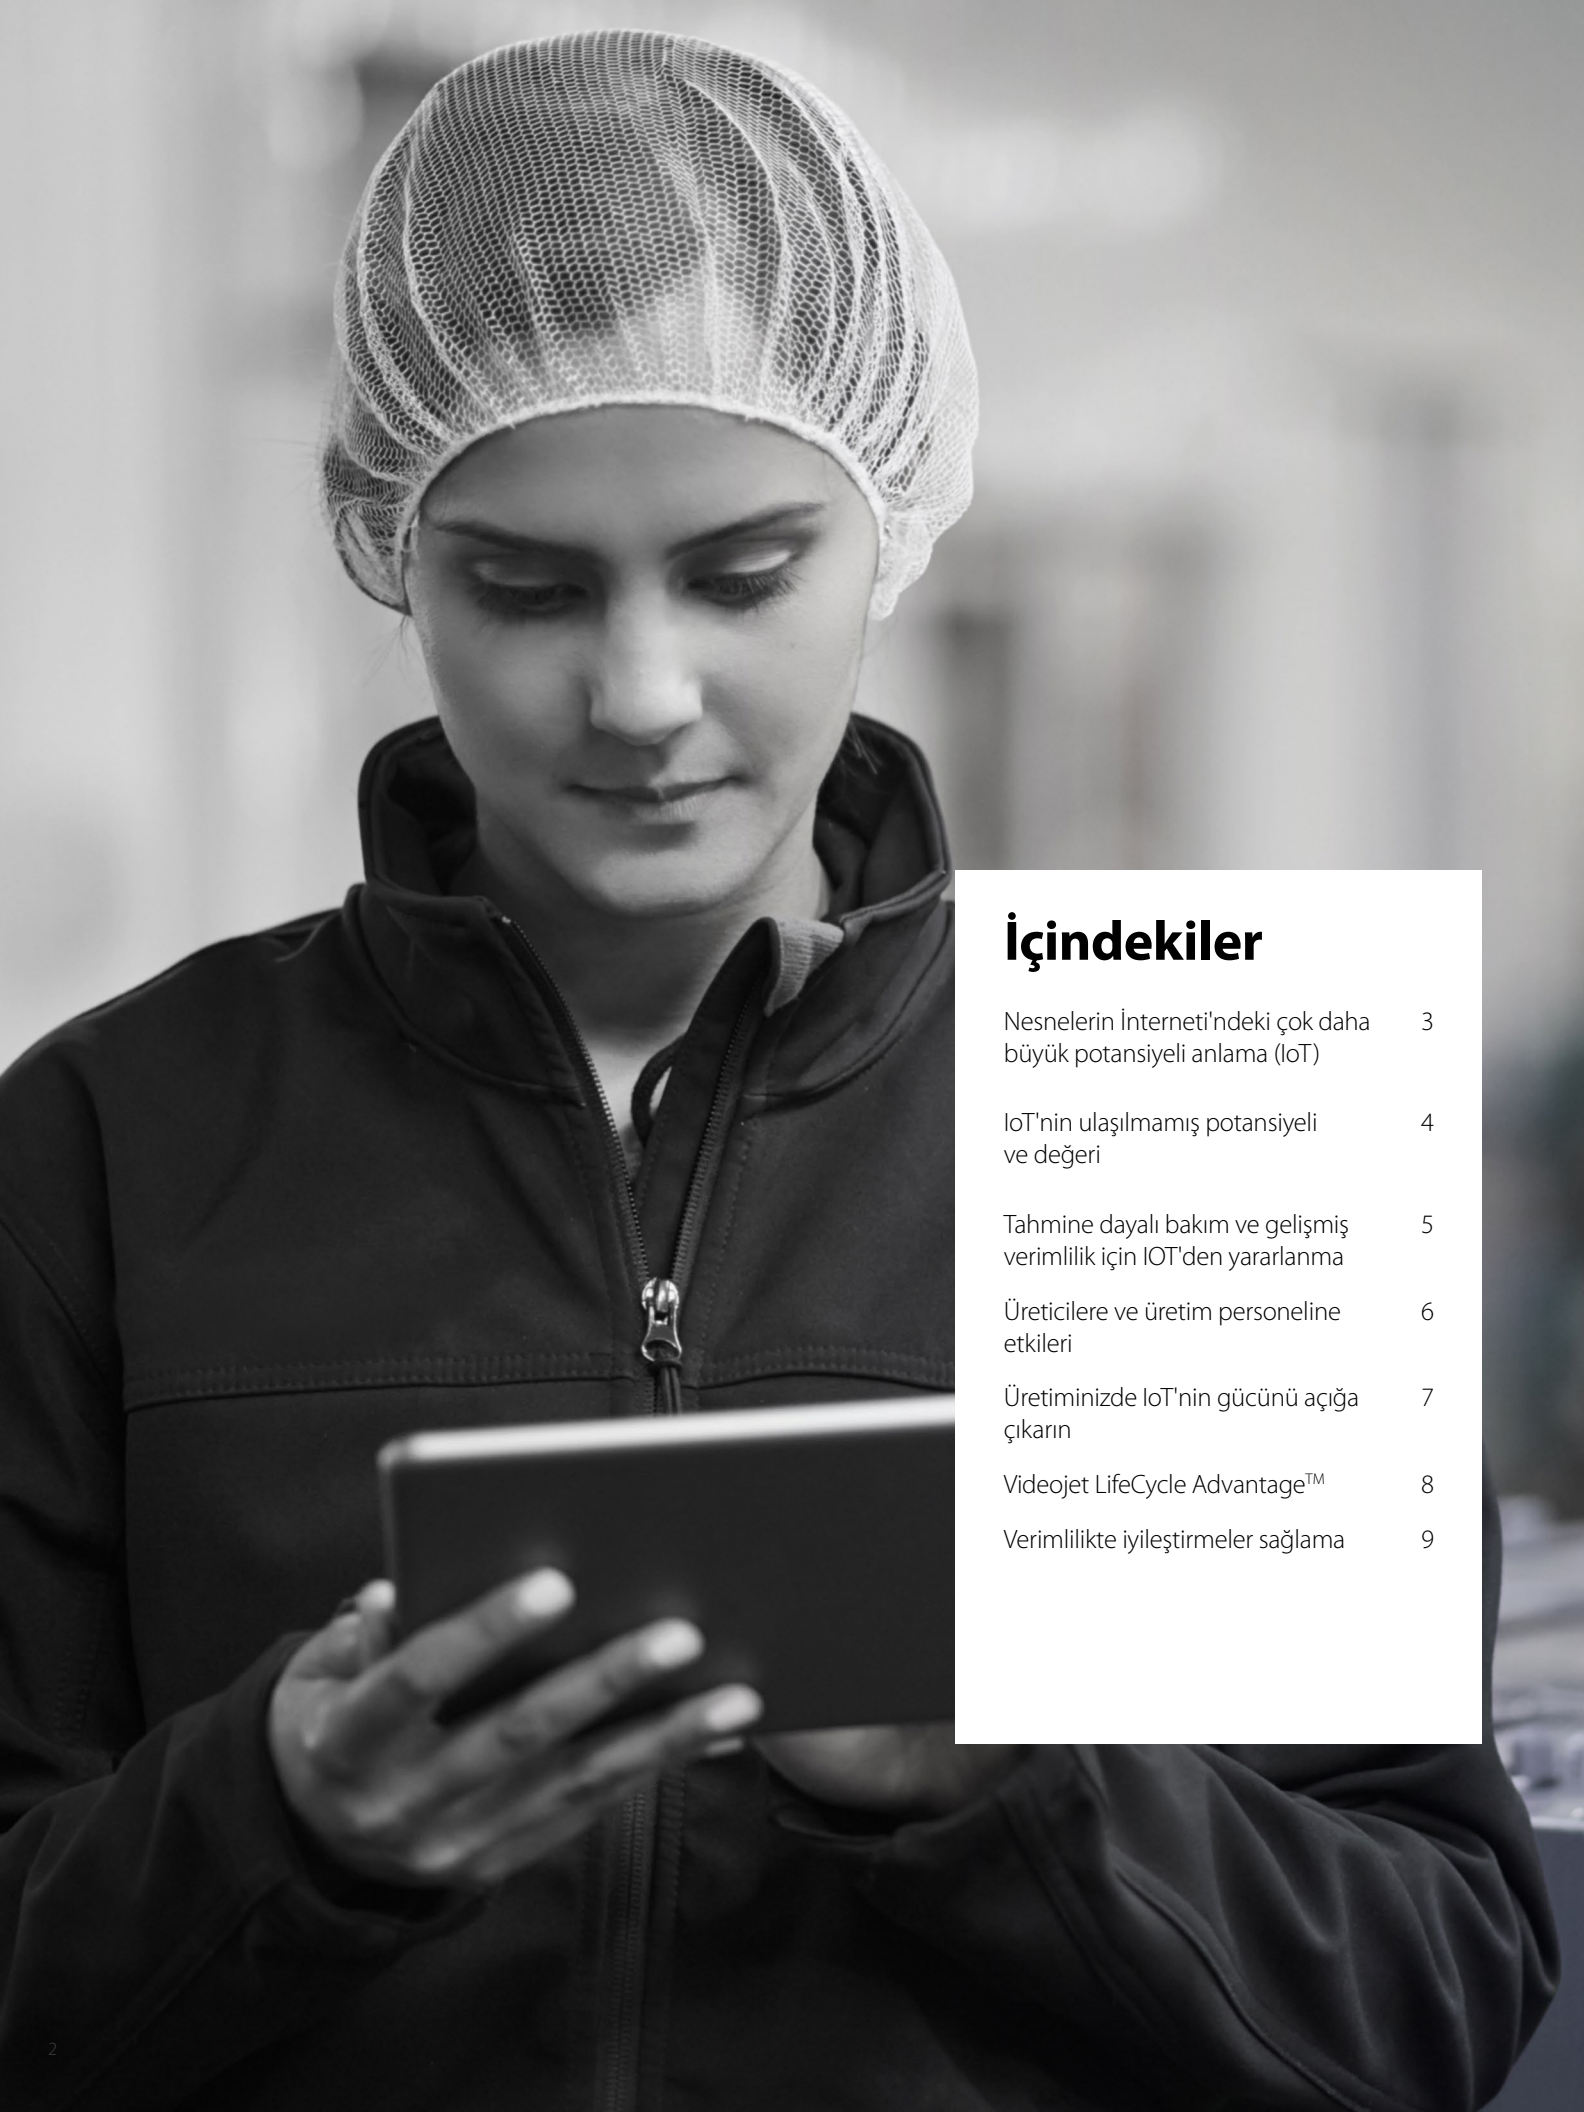 İçindekiler
Nesnelerin İnterneti'ndeki çok daha 3
büyük potansiyeli anlama (IoT)
IoT'nin ulaşılmamış potansiyeli 4
ve değeri
Tahmine dayalı bakım ve gelişmiş 5
verimlilik için IOT'den yararlanma
Üreticilere ve üretim personeline 6
etkileri
Üretiminizde IoT'nin gücünü açığa 7
çıkarın
Videojet LifeCycle Advantage™ 8
Verimlilikte iyileştirmeler sağlama 9
2